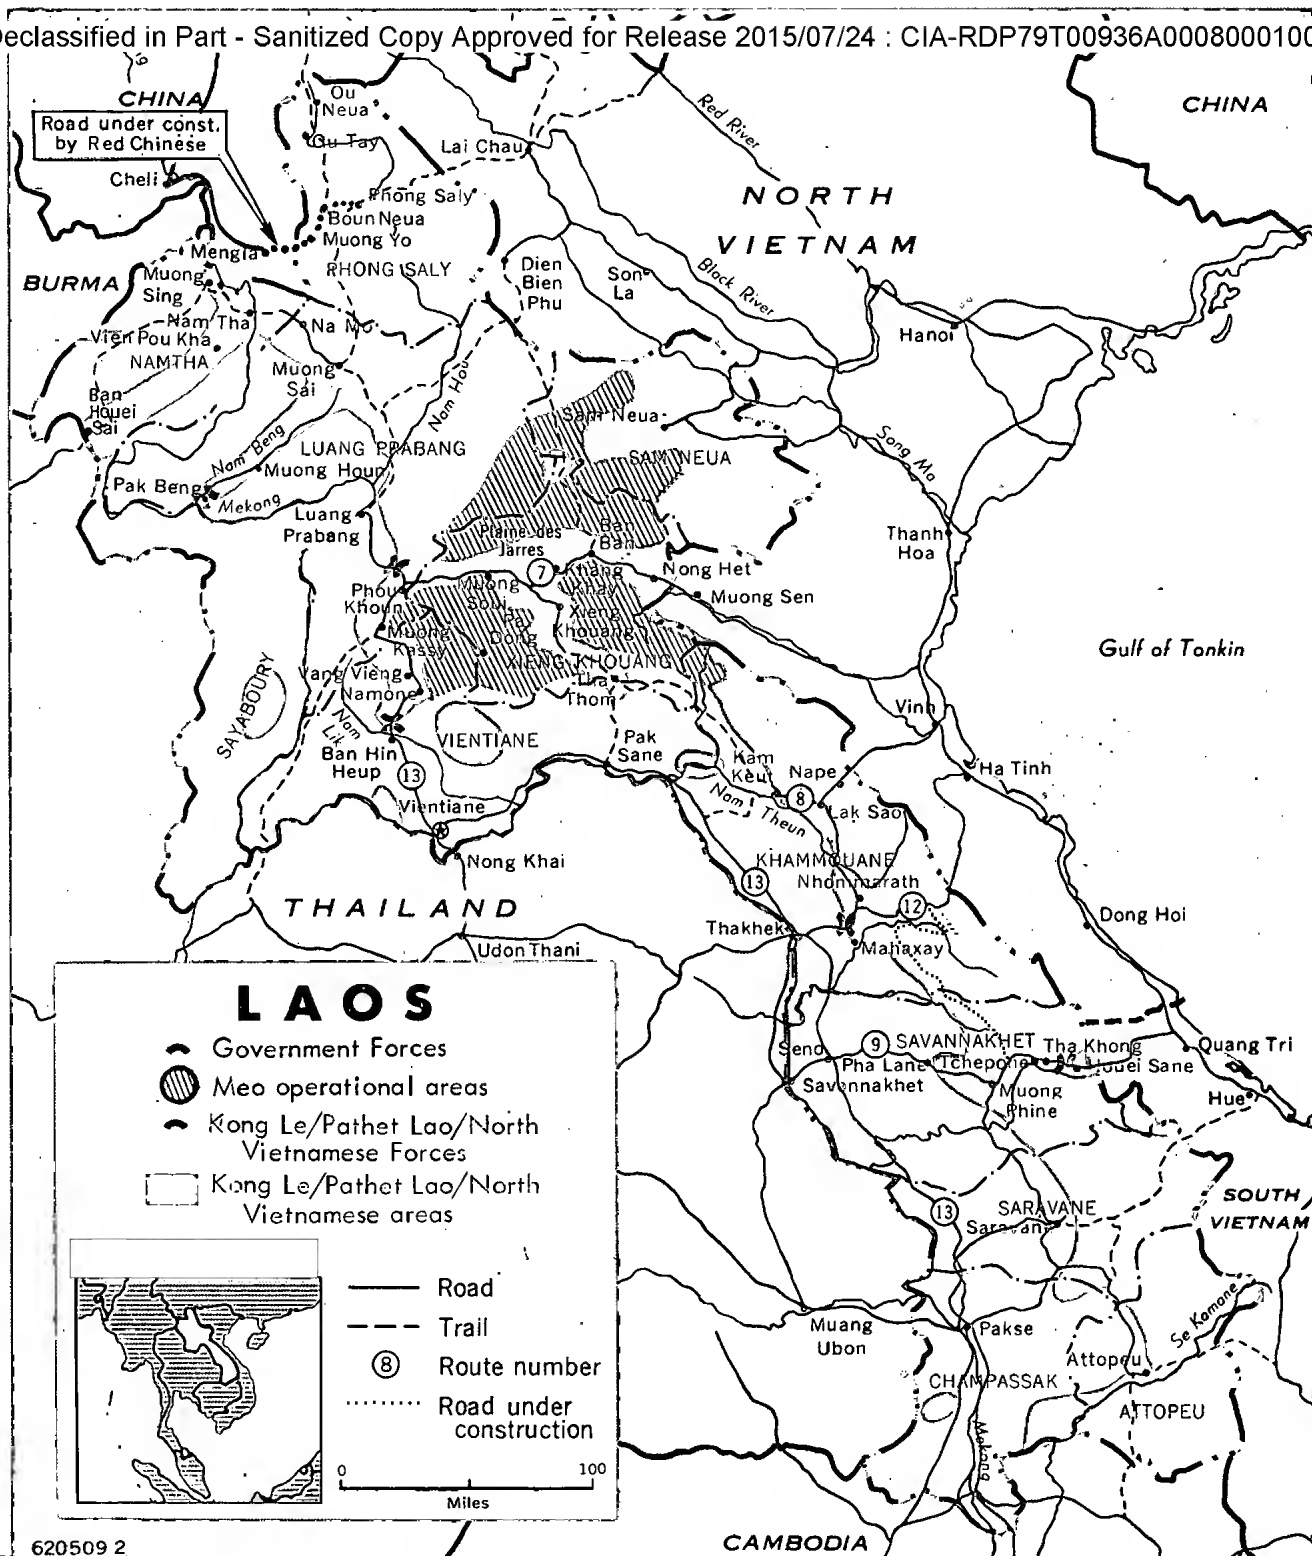 Declassified in Part - Sanitized Copy Approved for Release 2015/07/24 : CIA-RDP79T00936A0008000100
CHINA
Road under const.
by Red Chinese
Cheli
Ou
Neua
Ou Tay
Lai Chau
Red River
CHINA
NORTH
VIETNAM
Phong Saly
Boun Neua
Muong Yo
PHONG SALY
Mengla
BURMA
Muong
Sing
Nam Tha
Na Mo
Vien Pou Kha
NAMTHA
Muong
Sai
Ban
Houei
Sai
Dien
Bien
Phu
Son
La
Black River
Hanoi
Nam Hou
Nam Beng
LUANG PRABANG
Muong Houn
Pak Beng
Mekong
Luang
Prabang
Sam Neua
SAM NEUA
Song Ma
Thanh
Hoa
Plaine des
Jarres
Ban
Ban
7
Khang
Khay
Nong Het
Muong Sen
Phou
Khoun
Muong
Soui
Pa
Dong
Xieng
Khouang
Muong
Kassy
XIENG KHOUANG
Tha
Thom
Vang Vieng
Namone
Nam
Lik
SAYABOURY
Ban Hin
Heup
13
VIENTIANE
Vientiane
Nong Khai
Pak
Sane
Kam
Keut
Nape
8
Nam Theun
Lak Sao
Vinh
Ha Tinh
Gulf of Tonkin
KHAMMOUANE
Nhommarath
13
12
THAILAND
Udon Thani
Thakhek
Mahaxay
Dong Hoi
9
SAVANNAKHET
Seno
Pha Lane
Tchepone
Tha Khong
Houei Sane
Quang Tri
Savannakhet
Muong
Phine
Hue
13
SARAVANE
Saravane
SOUTH
VIETNAM
Muang
Ubon
Pakse
Se Kamane
Attopeu
CHAMPASSAK
ATTOPEU
Mekong
CAMBODIA
LAOS
Government Forces
Meo operational areas
Kong Le/Pathet Lao/North
Vietnamese Forces
Kong Le/Pathet Lao/North
Vietnamese areas
Road
Trail
8 Route number
Road under
construction
0 100
Miles
620509 2